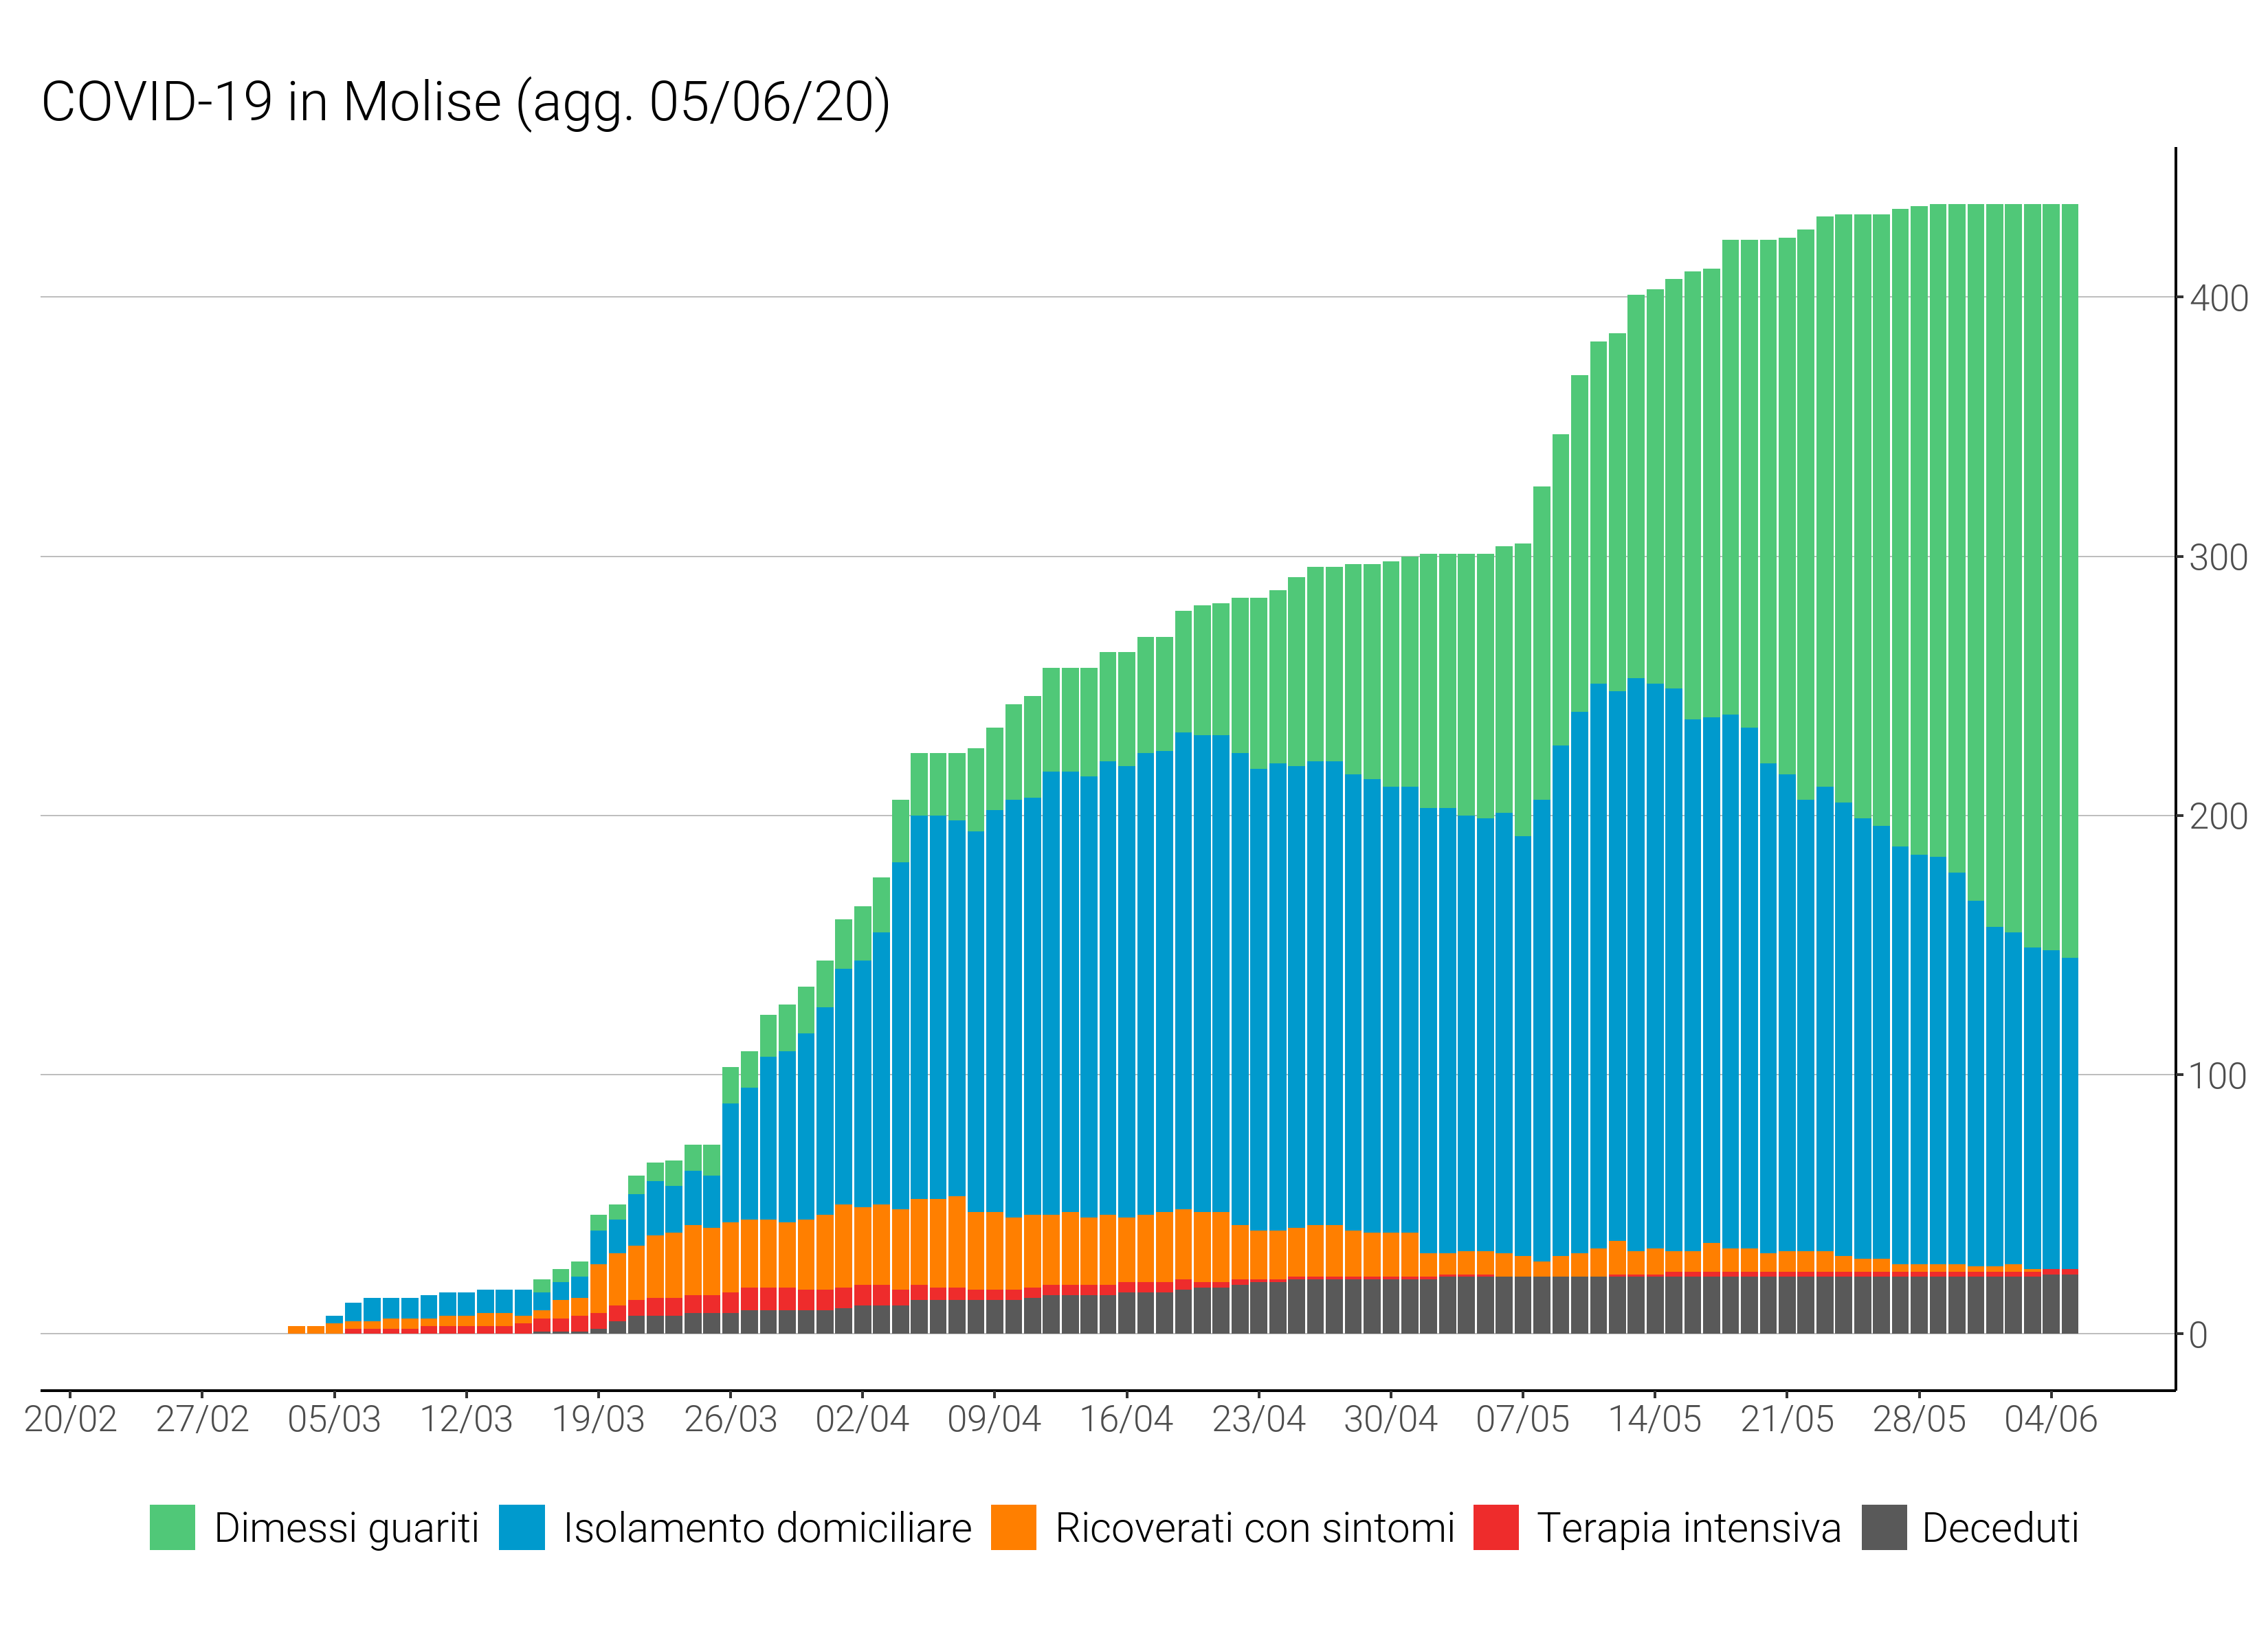 COVID-19 in Molise (agg. 05/06/20)
400
300
200
100
0
20/02 27/02 05/03 12/03 19/03 26/03 02/04 09/04 16/04 23/04 30/04 07/05 14/05 21/05 28/05 04/06
Dimessi guariti Isolamento domiciliare Ricoverati con sintomi Terapia intensiva Deceduti